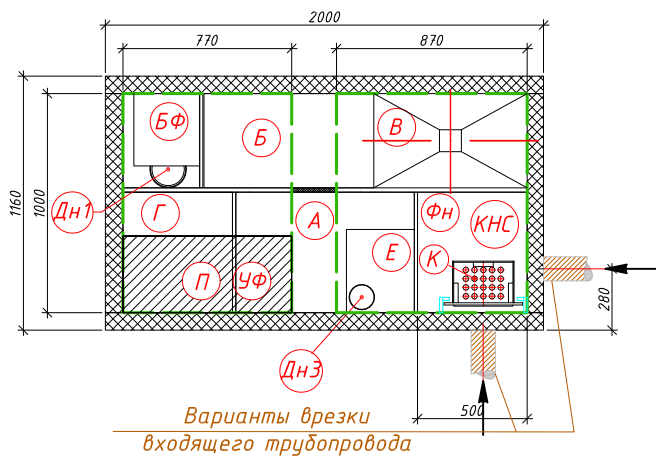 2000
770
870
1160
1000
БФ
Б
В
Дн1
Г
А
Фн
КНС
Е
К
П
УФ
Дн3
280
500
Варианты врезки
входящего трубопровода